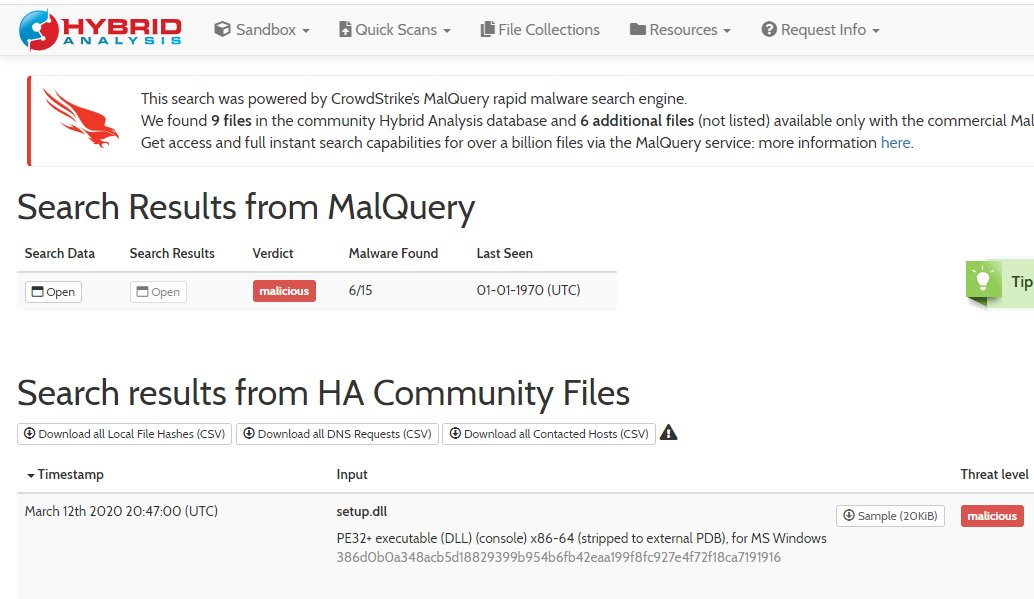 HYBRID
ANALYSIS
Sandbox
Quick Scans
File Collections
Resources
Request Info
This search was powered by CrowdStrike's MalQuery rapid malware search engine.
We found 9 files in the community Hybrid Analysis database and 6 additional files (not listed) available only with the commercial Mal
Get access and full instant search capabilities for over a billion files via the MalQuery service: more information here.
Search Results from MalQuery
Search Data Search Results Verdict Malware Found Last Seen
Open Open malicious 6/15 01-01-1970 (UTC)
Tip
Search results from HA Community Files
Download all Local File Hashes (CSV) Download all DNS Requests (CSV) Download all Contacted Hosts (CSV)
Timestamp Input Threat level
March 12th 2020 20:47:00 (UTC) setup.dll Sample (20KiB) malicious
PE32+ executable (DLL) (console) x86-64 (stripped to external PDB), for MS Windows
386d0b0a348acb5d18829399b954b6fb42eaa199f8fc927e4f72f18ca7191916